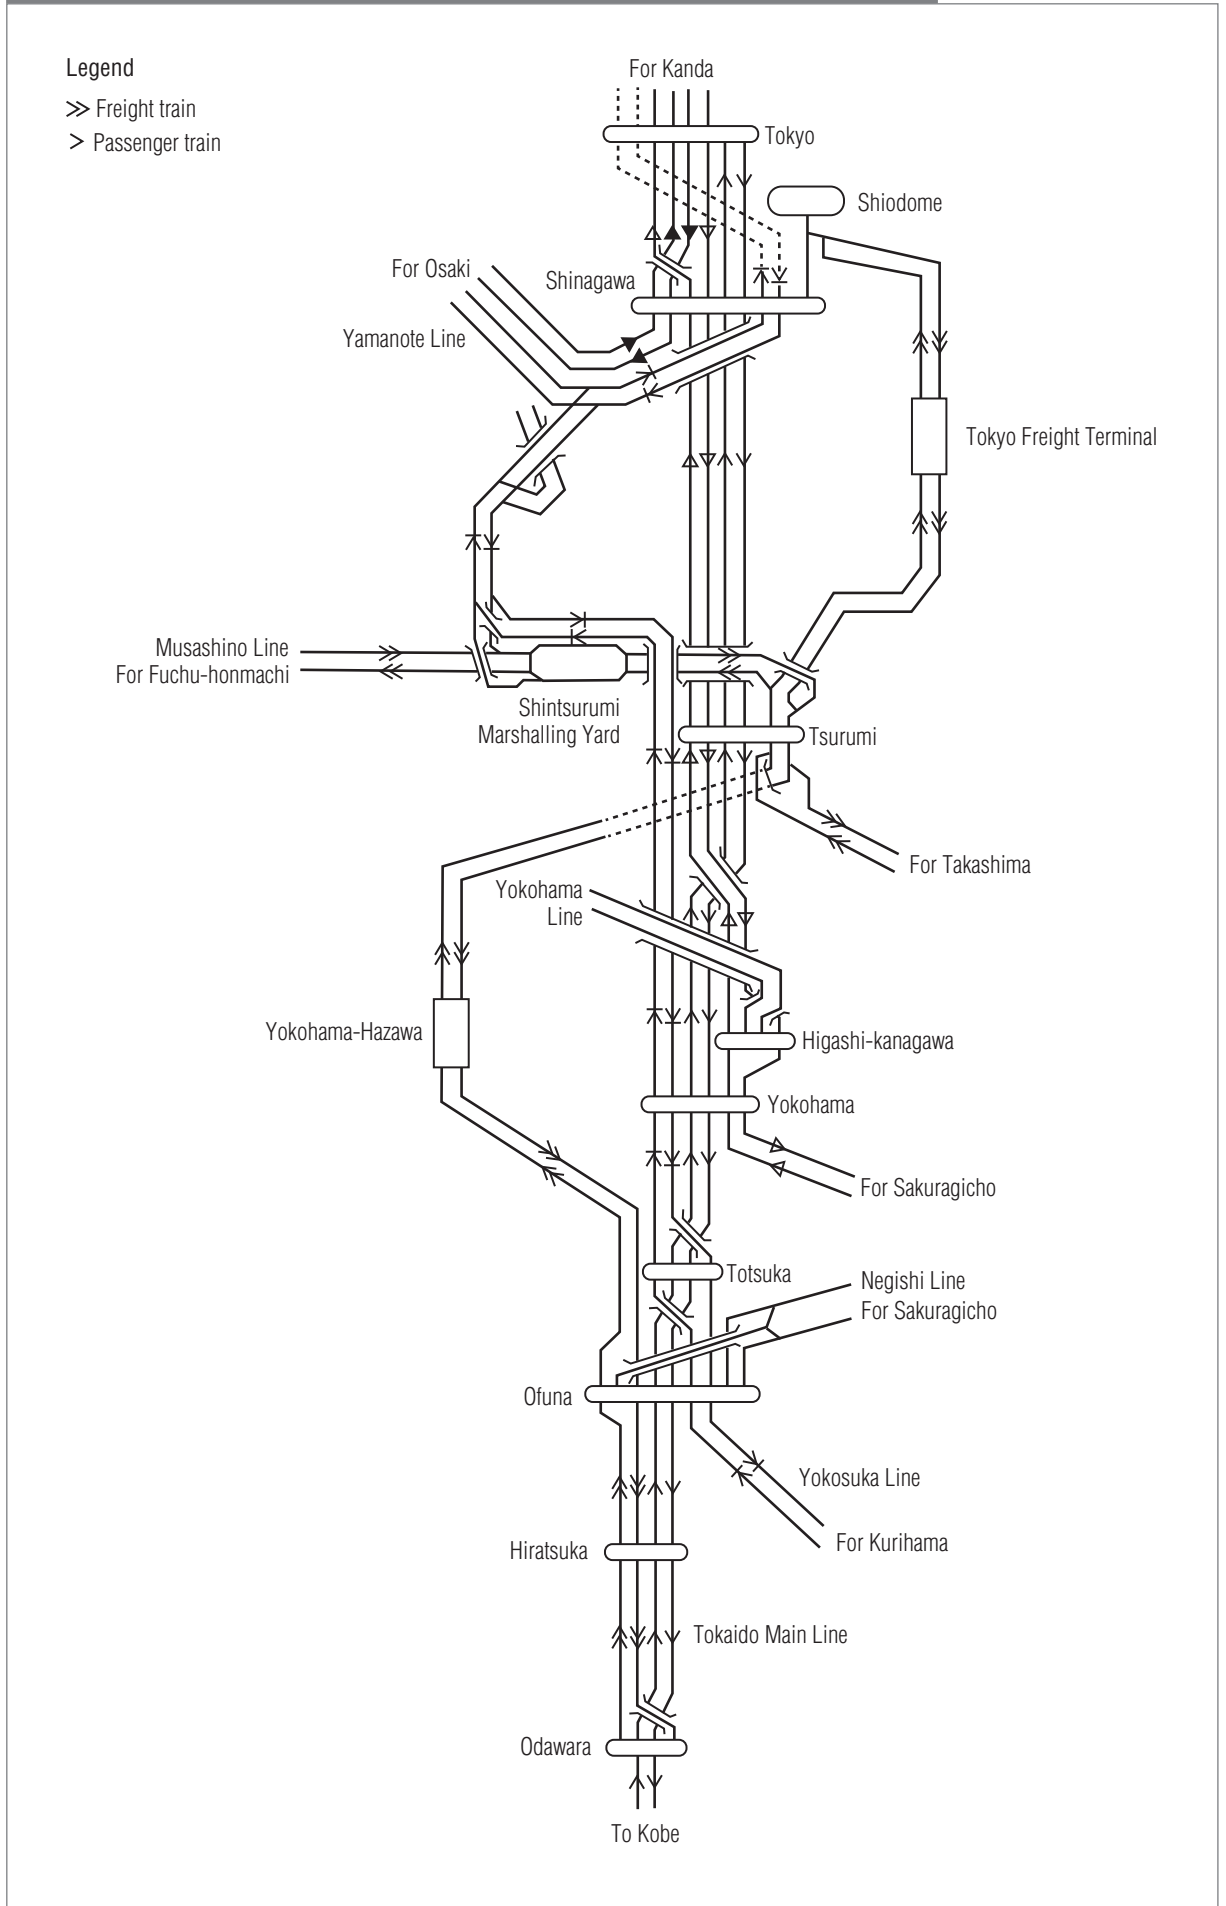 Legend
Freight train
Passenger train
For Kanda
Tokyo
Shiodome
For Osaki
Shinagawa
Yamanote Line
Tokyo Freight Terminal
Musashino Line
For Fuchu-honmachi
Shintsurumi
Marshalling Yard
Tsurumi
For Takashima
Yokohama
Line
Yokohama-Hazawa
Higashi-kanagawa
Yokohama
For Sakuragicho
Totsuka
Negishi Line
For Sakuragicho
Ofuna
Yokosuka Line
For Kurihama
Hiratsuka
Tokaido Main Line
Odawara
To Kobe